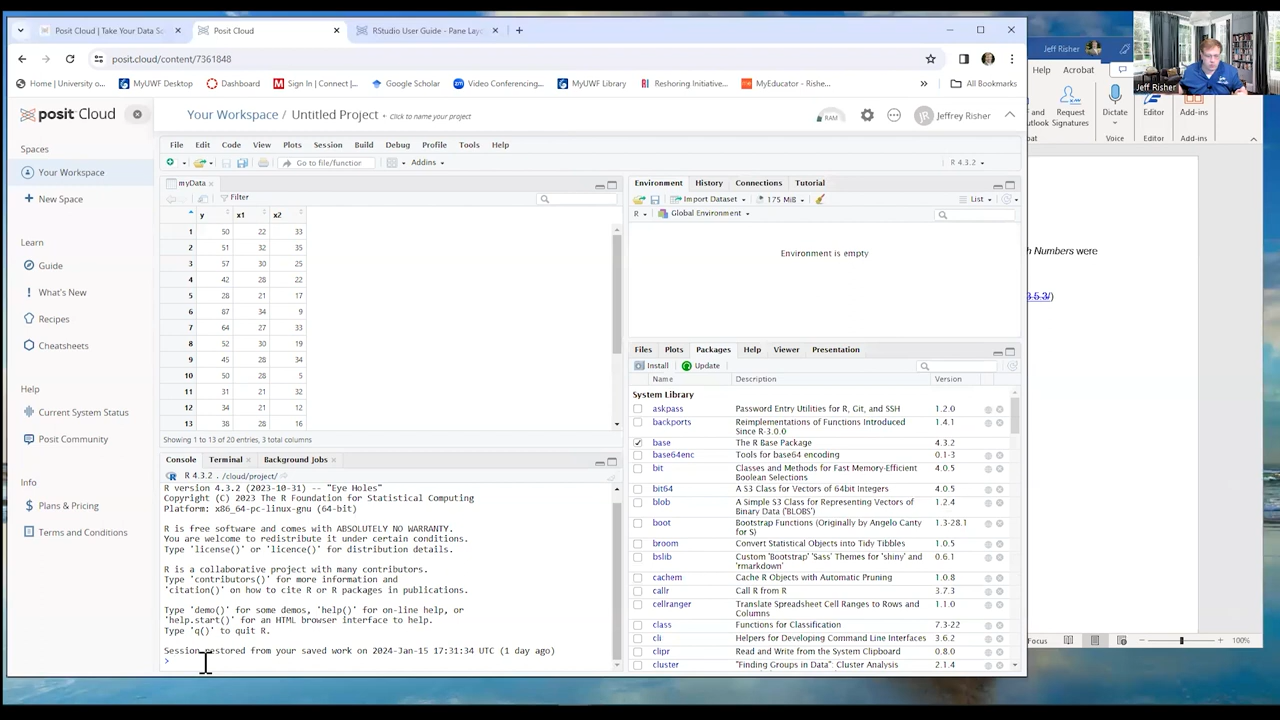 Posit Cloud | Take Your Data Sc
Posit Cloud
RStudio User Guide - Pane Layo
posit.cloud/content/7361848
Home | University o
MyUWF Desktop
Dashboard
Sign In | Connect |
Google Scholar
Video Conferencing...
MyUWF Library
Reshoring Initiative...
MyEducator - Rishe...
All Bookmarks
posit Cloud
Your Workspace / Untitled Project
Click to name your project
RAM
Jeffrey Risher
Spaces
Your Workspace
New Space
Learn
Guide
What's New
Recipes
Cheatsheets
Help
Current System Status
Posit Community
Info
Plans & Pricing
Terms and Conditions
File Edit Code View Plots Session Build Debug Profile Tools Help
Go to file/function
Addins
R 4.3.2
myData
Filter
y x1 x2
1 50 22 33
2 51 32 35
3 57 30 25
4 42 28 22
5 28 21 17
6 87 34 9
7 64 27 33
8 52 30 19
9 45 28 34
10 50 28 5
11 31 21 32
12 34 21 12
13 38 28 16
Showing 1 to 13 of 20 entries, 3 total columns
Console Terminal Background Jobs
R 4.3.2 . /cloud/project/
R version 4.3.2 (2023-10-31) -- "Eye Holes"
Copyright (C) 2023 The R Foundation for Statistical Computing
Platform: x86_64-pc-linux-gnu (64-bit)
R is free software and comes with ABSOLUTELY NO WARRANTY.
You are welcome to redistribute it under certain conditions.
Type 'license()' or 'licence()' for distribution details.
R is a collaborative project with many contributors.
Type 'contributors()' for more information and
'citation()' on how to cite R or R packages in publications.
Type 'demo()' for some demos, 'help()' for on-line help, or
'help.start()' for an HTML browser interface to help.
Type 'q()' to quit R.
Session restored from your saved work on 2024-Jan-15 17:31:34 UTC (1 day ago)
>
Environment History Connections Tutorial
Import Dataset
175 MiB
List
R
Global Environment
Environment is empty
Files Plots Packages Help Viewer Presentation
Install
Update
Name Description Version
System Library
askpass Password Entry Utilities for R, Git, and SSH 1.2.0
backports Reimplementations of Functions Introduced 1.4.1
Since R-3.0.0
base The R Base Package 4.3.2
base64enc Tools for base64 encoding 0.1-3
bit Classes and Methods for Fast Memory-Efficient 4.0.5
Boolean Selections
bit64 A S3 Class for Vectors of 64bit Integers 4.0.5
blob A Simple S3 Class for Representing Vectors of 1.2.4
Binary Data ('BLOBS')
boot Bootstrap Functions (Originally by Angelo Canty 1.3-28.1
for S)
broom Convert Statistical Objects into Tidy Tibbles 1.0.5
bslib Custom 'Bootstrap' 'Sass' Themes for 'shiny' and 0.6.1
'rmarkdown'
cachem Cache R Objects with Automatic Pruning 1.0.8
callr Call R from R 3.7.3
cellranger Translate Spreadsheet Cell Ranges to Rows and 1.1.0
Columns
class Functions for Classification 7.3-22
cli Helpers for Developing Command Line Interfaces 3.6.2
clipr Read and Write from the System Clipboard 0.8.0
cluster "Finding Groups in Data": Cluster Analysis 2.1.4
Jeff Risher
Help Acrobat
Jeff Risher
Request
Signatures
Dictate
Editor
Add-ins
Voice
Editor
Add-ins
h Numbers were
3.5.3/)
Focus
100%